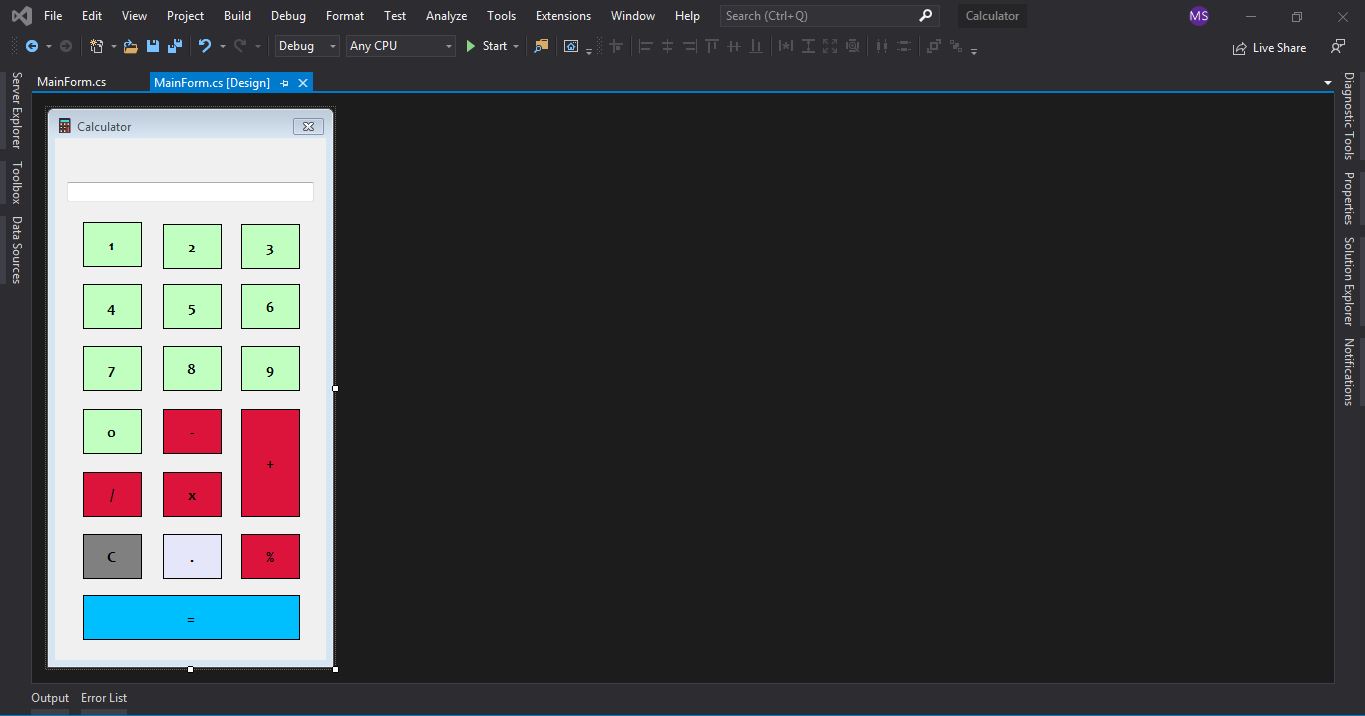 File Edit View Project Build Debug Format Test Analyze Tools Extensions Window Help Search (Ctrl+Q) Calculator MS
Debug Any CPU Start Live Share
MainForm.cs MainForm.cs [Design]
Server Explorer
Toolbox
Data Sources
Calculator
1 2 3
4 5 6
7 8 9
0 -
+
/ x
C . %
=
Diagnostic Tools
Properties
Solution Explorer
Notifications
Output Error List